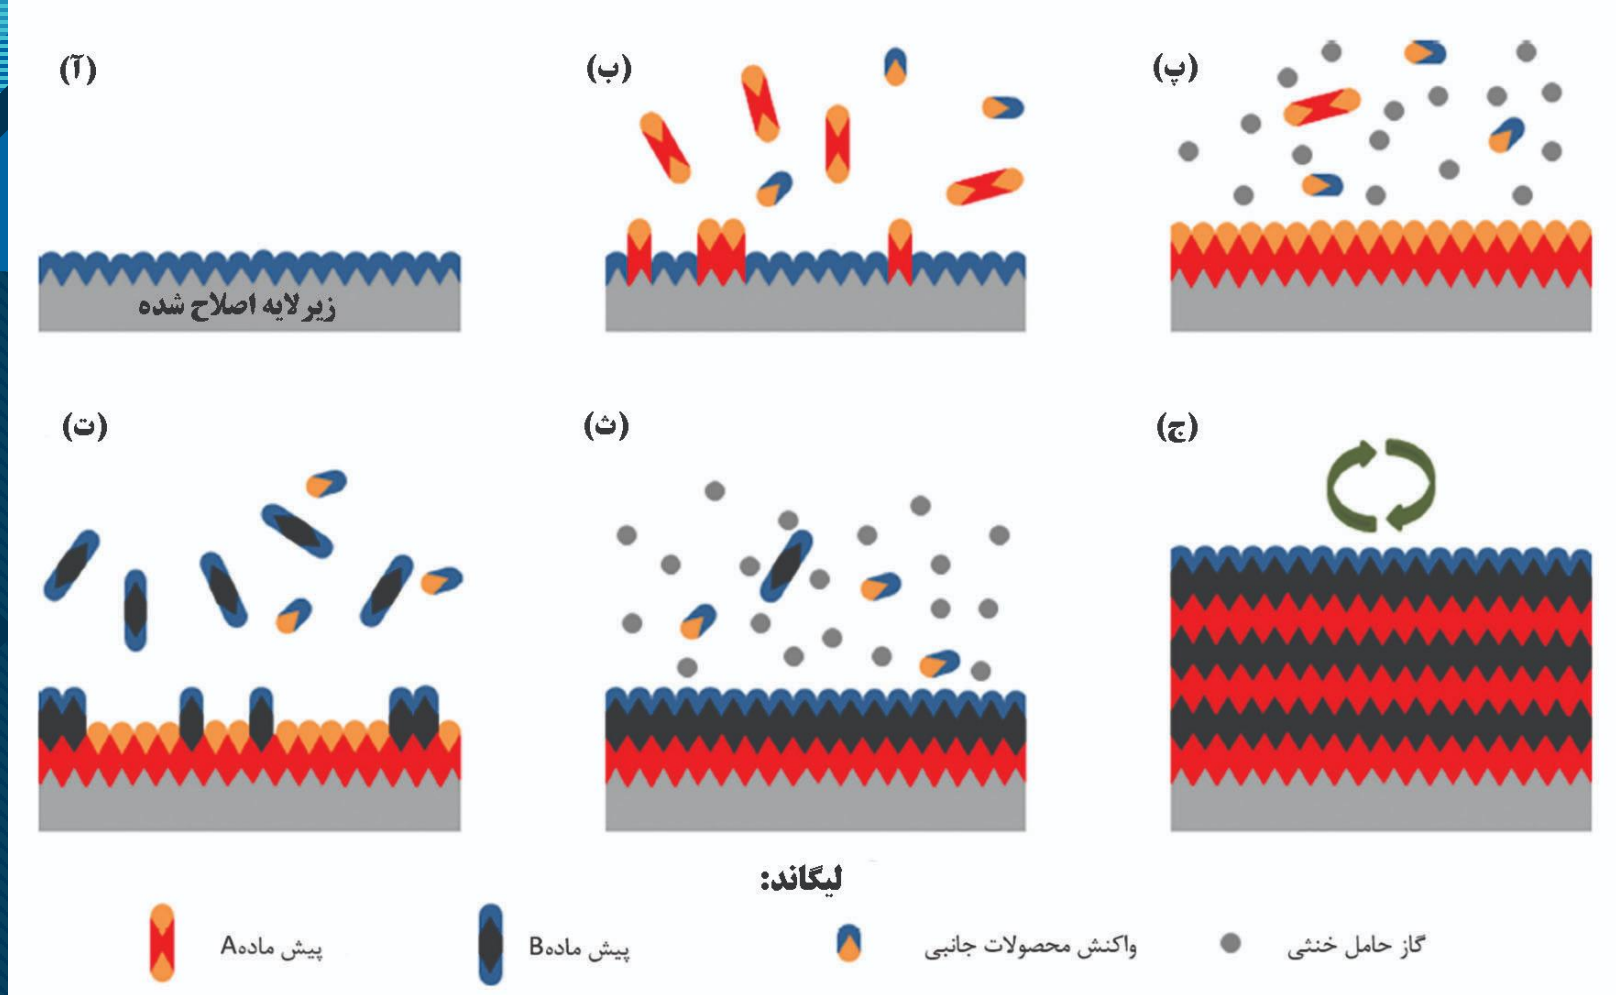 (آ)
(ب)
(پ)
زیر لایه اصلاح شده
(ت)
(ث)
(ج)
لیگاند:
پیش مادهA
پیش مادهB
واکنش محصولات جانبی
گاز حامل خنثی